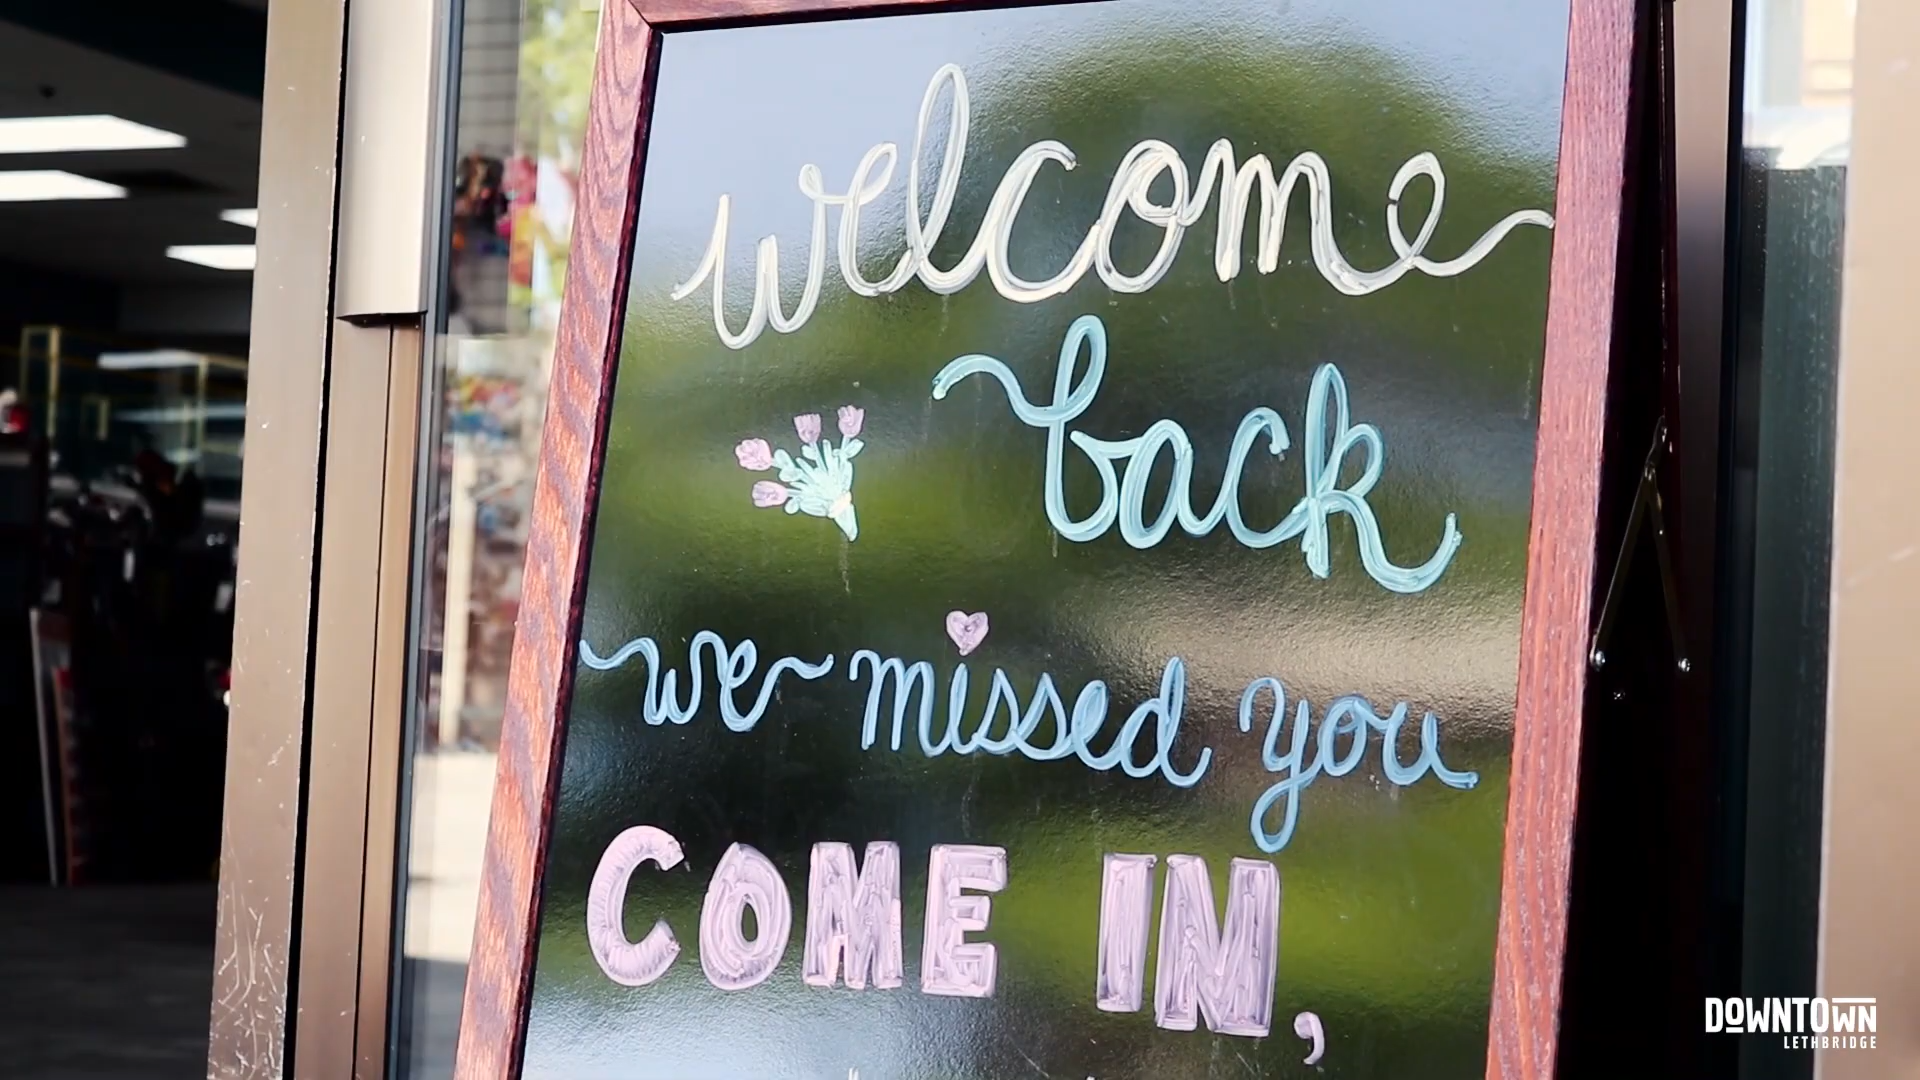 welcome
back
we missed you
COME IN,
DOWNTOWN
LETHBRIDGE